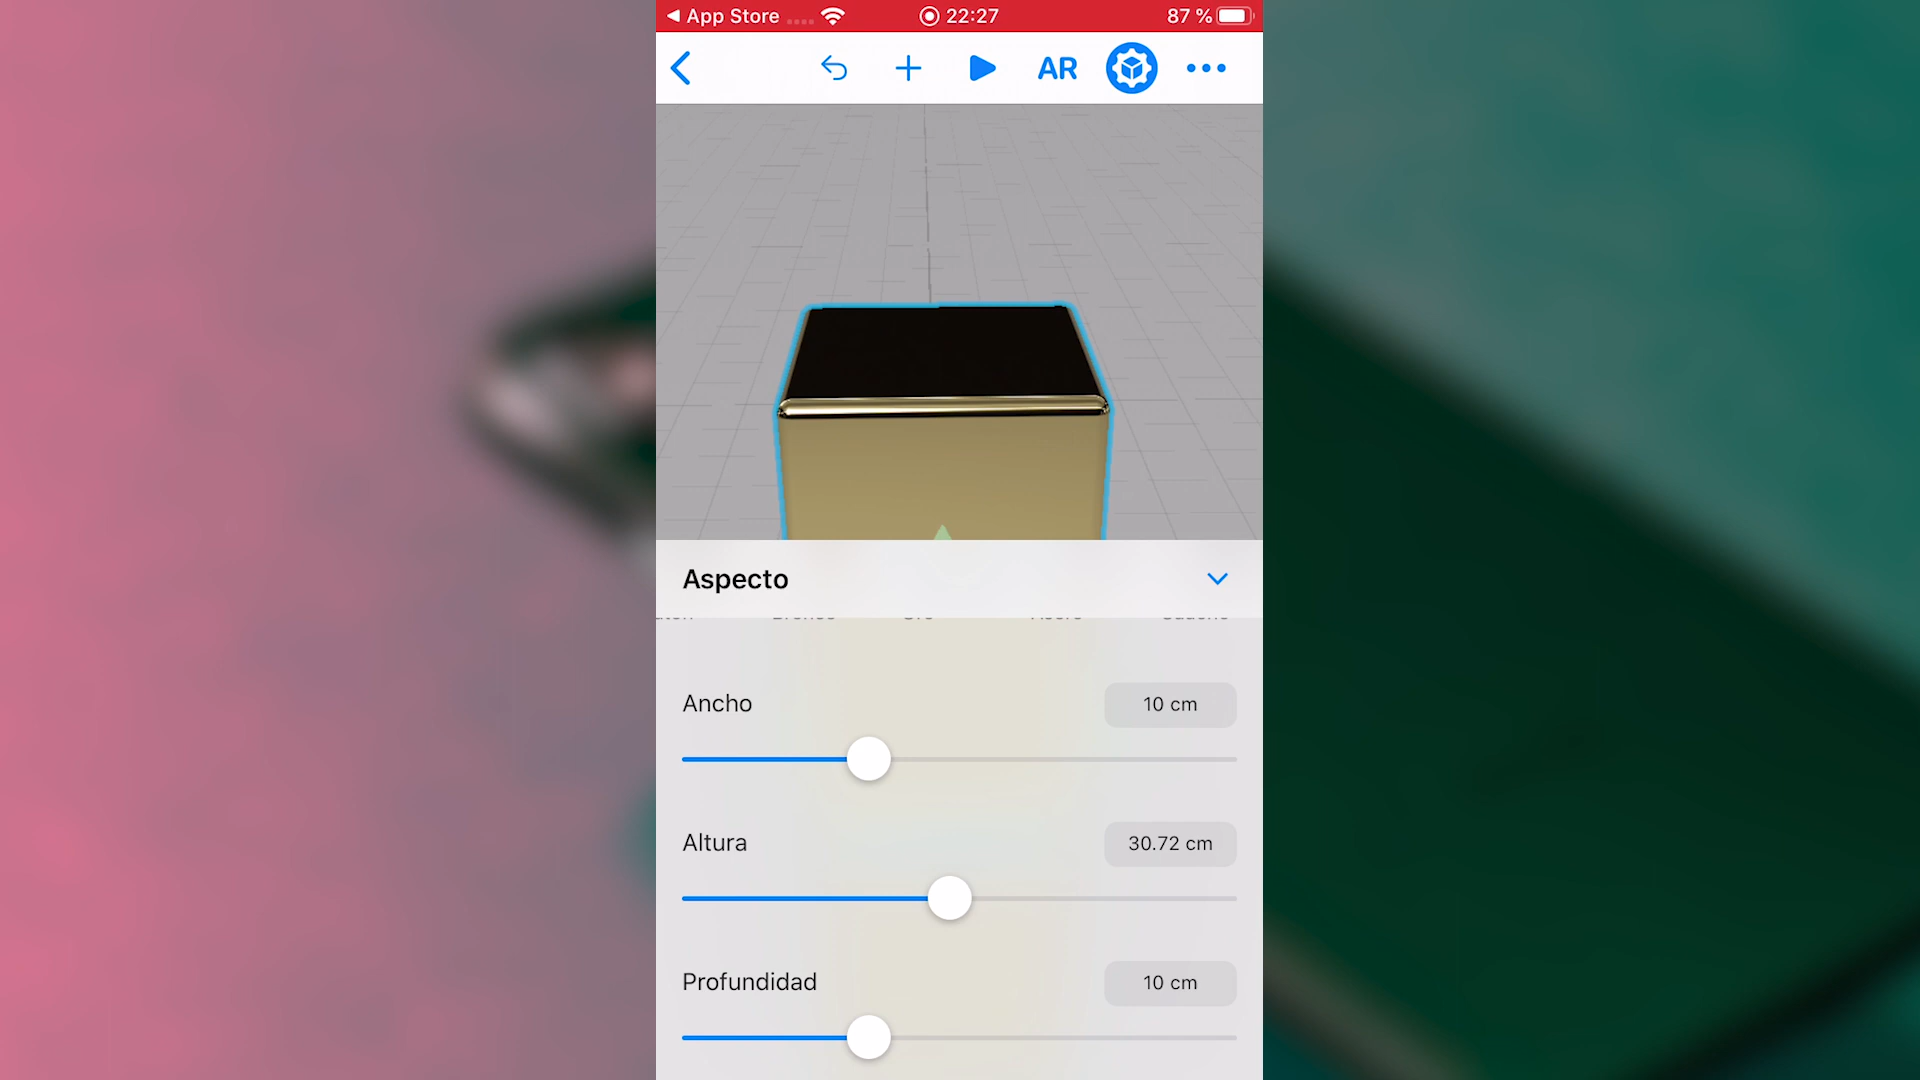 App Store
22:27
87 %
AR
Aspecto
Ancho
10 cm
Altura
30.72 cm
Profundidad
10 cm